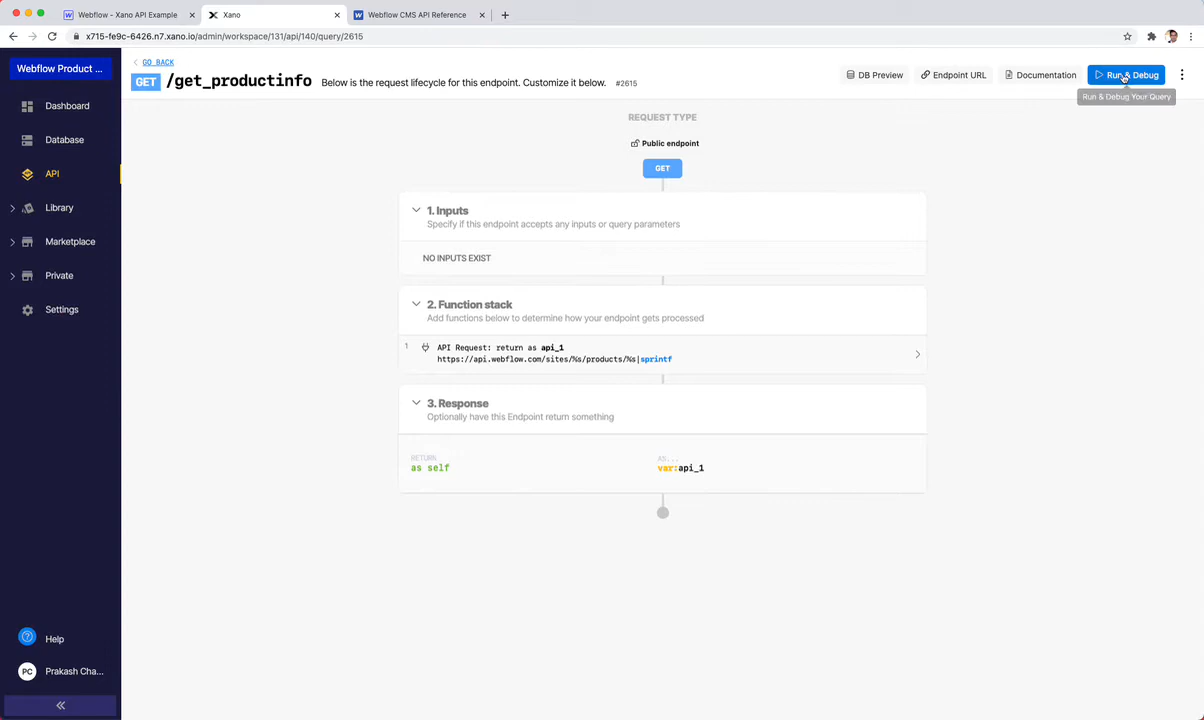 Webflow - Xano API Example
Xano
Webflow CMS API Reference
x715-fe9c-6426.n7.xano.io/admin/workspace/131/api/140/query/2615
Webflow Product ...
GO BACK
GET /get_productinfo Below is the request lifecycle for this endpoint. Customize it below. #2615
DB Preview
Endpoint URL
Documentation
Run & Debug
Run & Debug Your Query
Dashboard
Database
API
Library
Marketplace
Private
Settings
REQUEST TYPE
Public endpoint
GET
1. Inputs
Specify if this endpoint accepts any inputs or query parameters
NO INPUTS EXIST
2. Function stack
Add functions below to determine how your endpoint gets processed
1 API Request: return as api_1
https://api.webflow.com/sites/%s/products/%s|sprintf
3. Response
Optionally have this Endpoint return something
RETURN AS...
as self var:api_1
Help
PC Prakash Cha...